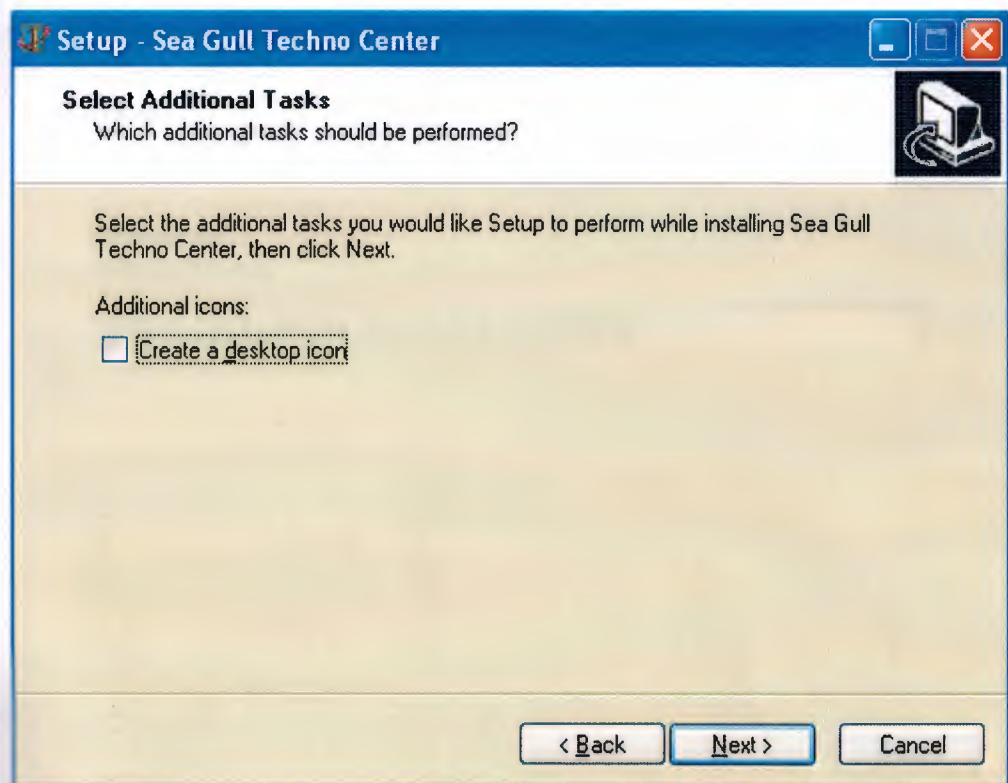 Setup - Sea Gull Techno Center
Select Additional Tasks
Which additional tasks should be performed?
Select the additional tasks you would like Setup to perform while installing Sea Gull
Techno Center, then click Next.
Additional icons:
Create a desktop icon
< Back
Next >
Cancel